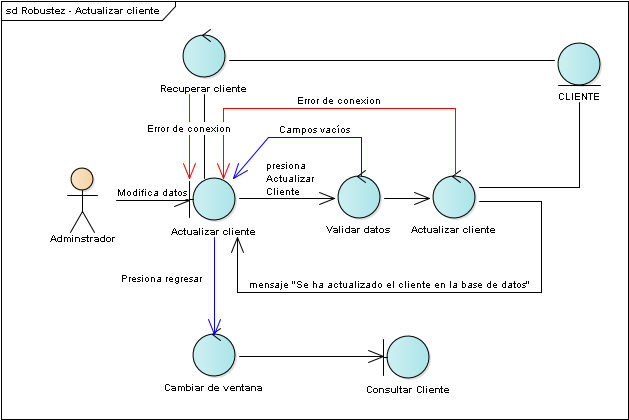 sd Robustez - Actualizar cliente
Recuperar cliente
CLIENTE
Error de conexion
Error de conexion
Campos vacíos
presiona
Actualizar
Cliente
Modifica datos
Adminstrador
Actualizar cliente
Validar datos
Actualizar cliente
Presiona regresar
mensaje "Se ha actualizado el cliente en la base de datos"
Cambiar de ventana
Consultar Cliente